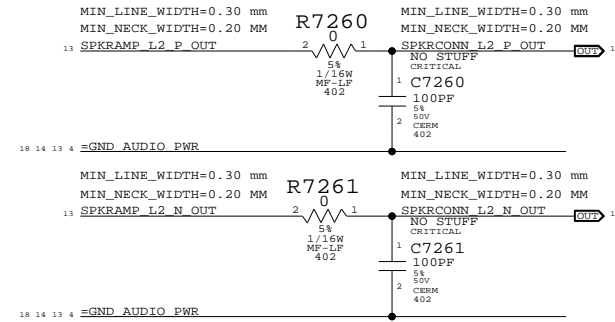 MIN_LINE_WIDTH=0.30 mm
MIN_NECK_WIDTH=0.20 MM
13 SPKRAMP_L2_P_OUT
R7260
0
2 1
5%
1/16W
MF-LF
402
MIN_LINE_WIDTH=0.30 mm
MIN_NECK_WIDTH=0.20 MM
SPKRCONN_L2_P_OUT
OUT 1
NO STUFF
CRITICAL
1 C7260
100PF
5%
50V
2 CERM
402
18 14 13 4 =GND_AUDIO_PWR
MIN_LINE_WIDTH=0.30 mm
MIN_NECK_WIDTH=0.20 MM
13 SPKRAMP_L2_N_OUT
R7261
0
2 1
5%
1/16W
MF-LF
402
MIN_LINE_WIDTH=0.30 mm
MIN_NECK_WIDTH=0.20 MM
SPKRCONN_L2_N_OUT
OUT 1
NO STUFF
CRITICAL
1 C7261
100PF
5%
50V
2 CERM
402
18 14 13 4 =GND_AUDIO_PWR